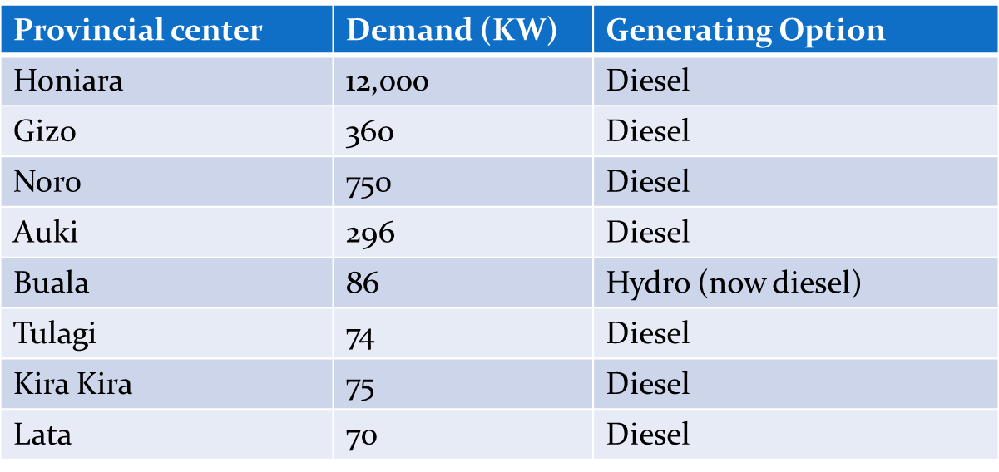 Provincial center Demand (KW) Generating Option
Honiara 12,000 Diesel
Gizo 360 Diesel
Noro 750 Diesel
Auki 296 Diesel
Buala 86 Hydro (now diesel)
Tulagi 74 Diesel
Kira Kira 75 Diesel
Lata 70 Diesel